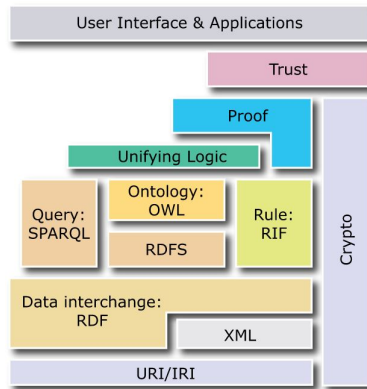 User Interface & Applications
Trust
Proof
Unifying Logic
Query:
SPARQL
Ontology:
OWL
RDFS
Rule:
RIF
Crypto
Data interchange:
RDF
XML
URI/IRI